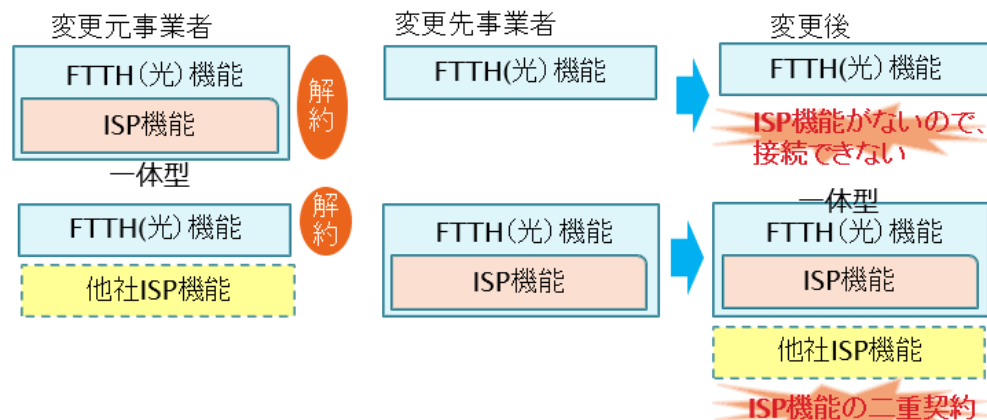 変更元事業者
変更先事業者
変更後
FTTH（光）機能
ISP機能
一体型
解約
FTTH(光)機能
FTTH(光)機能
ISP機能がないので、
接続できない
FTTH(光)機能
他社ISP機能
解約
FTTH（光）機能
ISP機能
一体型
FTTH（光）機能
ISP機能
他社ISP機能
ISP機能の二重契約